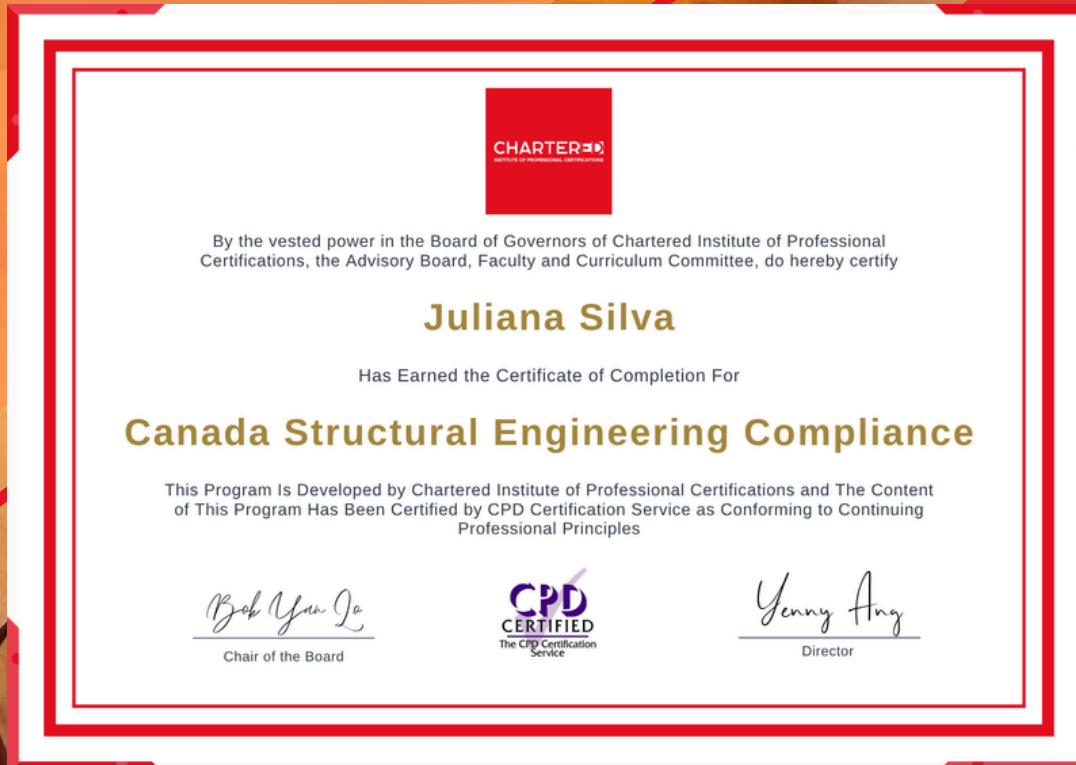 CHARTERED
INSTITUTE OF PROFESSIONAL CERTIFICATIONS
By the vested power in the Board of Governors of Chartered Institute of Professional
Certifications, the Advisory Board, Faculty and Curriculum Committee, do hereby certify
Juliana Silva
Has Earned the Certificate of Completion For
Canada Structural Engineering Compliance
This Program Is Developed by Chartered Institute of Professional Certifications and The Content
of This Program Has Been Certified by CPD Certification Service as Conforming to Continuing
Professional Principles
Bok Yan Lo
Chair of the Board
CPD
CERTIFIED
The CPD Certification
Service
Yenny Ang
Director